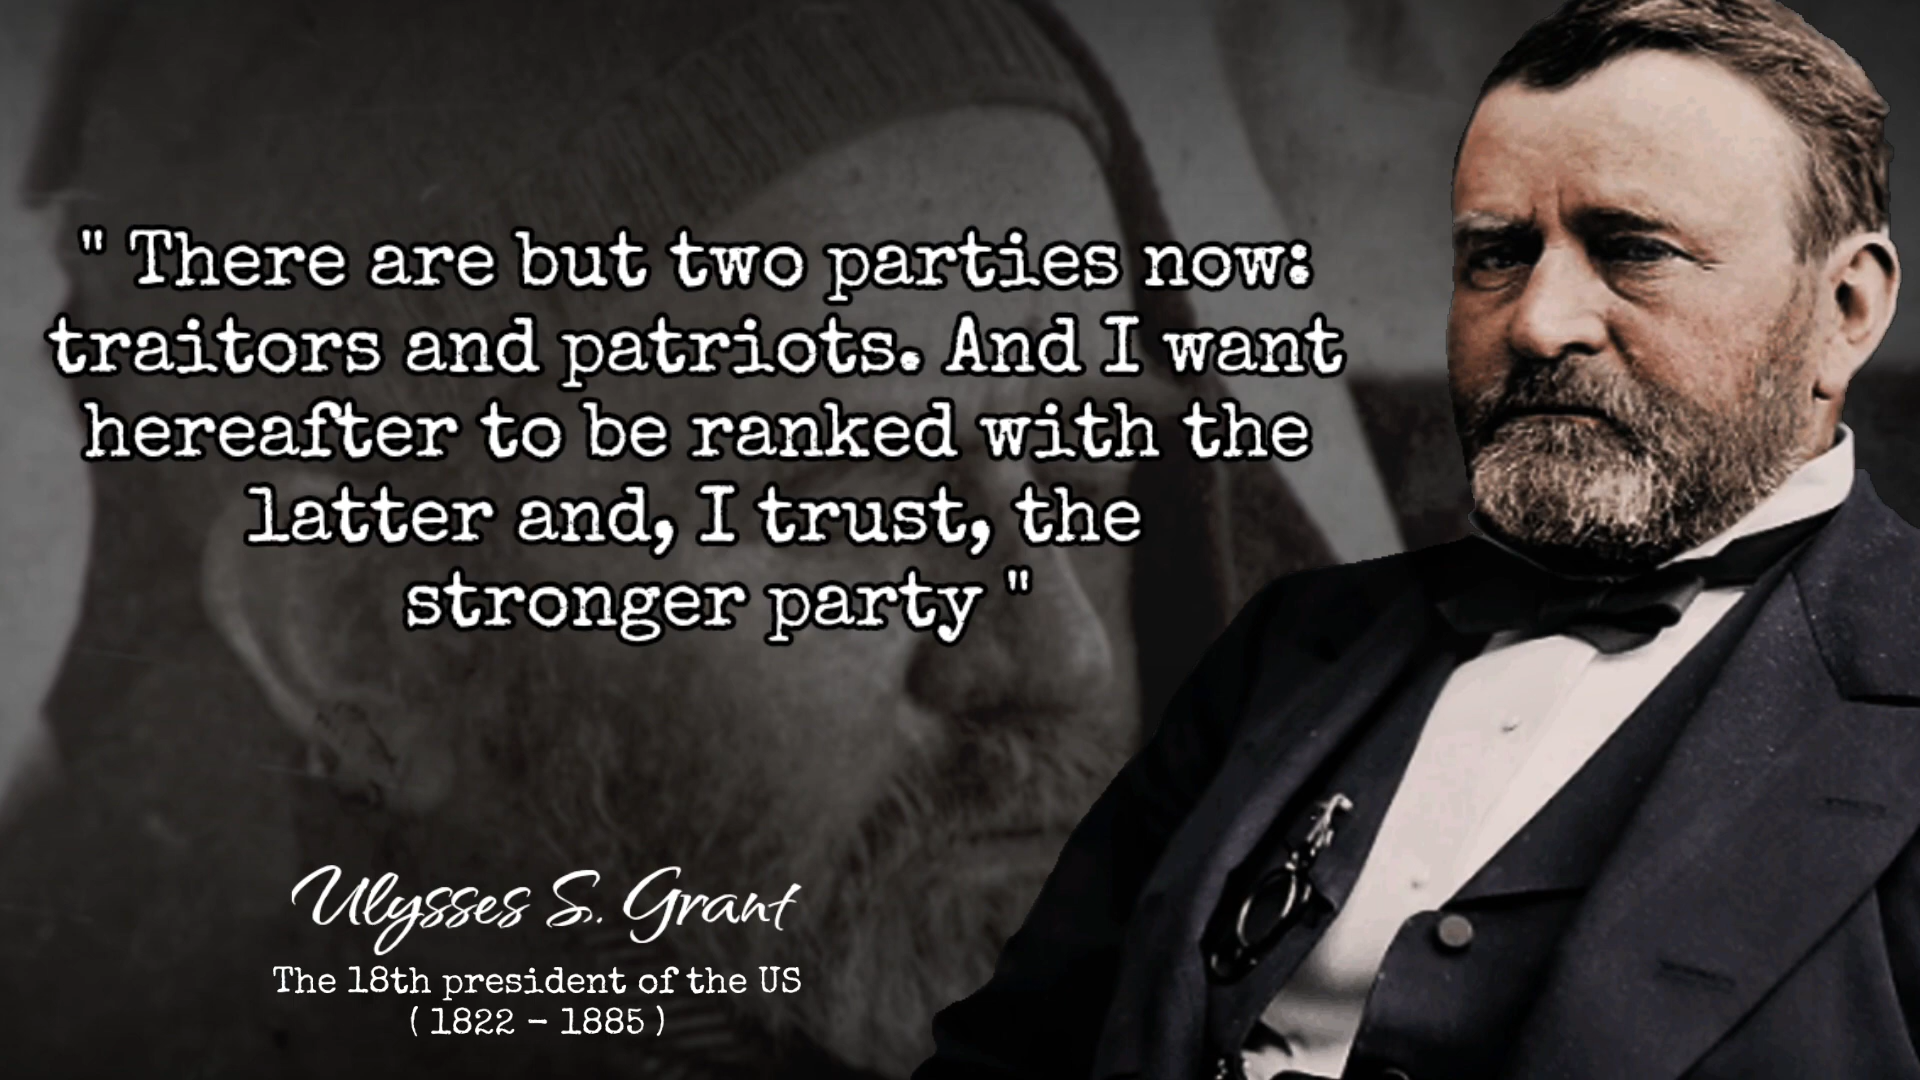 " There are but two parties now:
traitors and patriots. And I want
hereafter to be ranked with the
latter and, I trust, the
stronger party "
Ulysses S. Grant
The 18th president of the US
( 1822 - 1885 )